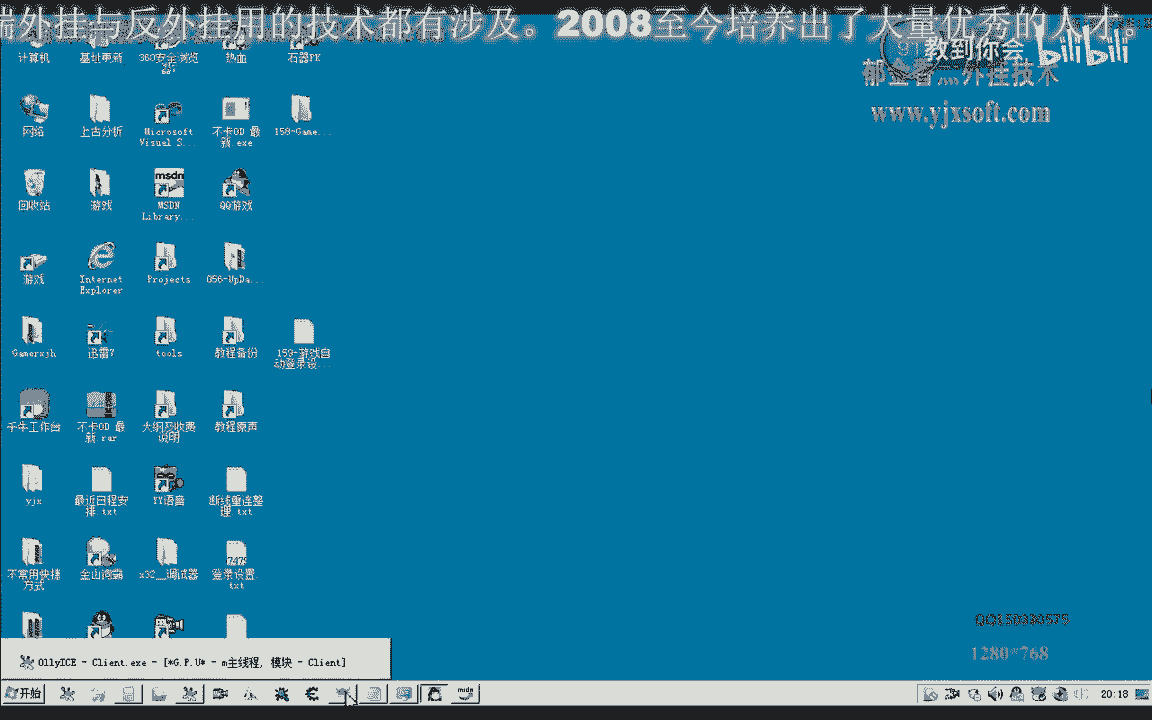 端外挂与反外挂用的技术都有涉及。2008至今培养出了大量优秀的人才。
教到你会 bilibili
外挂技术
www.yjxsoft.com
计算机 基址更新 360安全浏览器 热血 石器PK
网络 上古分析 Microsoft Visual S... 不卡OD 最新.exe 158-Game...
回收站 游戏 MSDN Library... QQ游戏
游戏 Internet Explorer Projects 056-UpDa...
Gamerxjh 迅雷7 tools 教程备份 159-游戏自动登录设...
千牛工作台 不卡OD 最新.rar 大纲及收费说明 教程原声
yjx 最近日程安排.txt YY语音 断线重连整理.txt
不常用快捷方式 金山词霸 x32__调试器 登录设置.txt
QQ150330575
1280*768
OllyICE - Client.exe - [*G.P.U* - m主线程, 模块 - Client]
开始 20:18